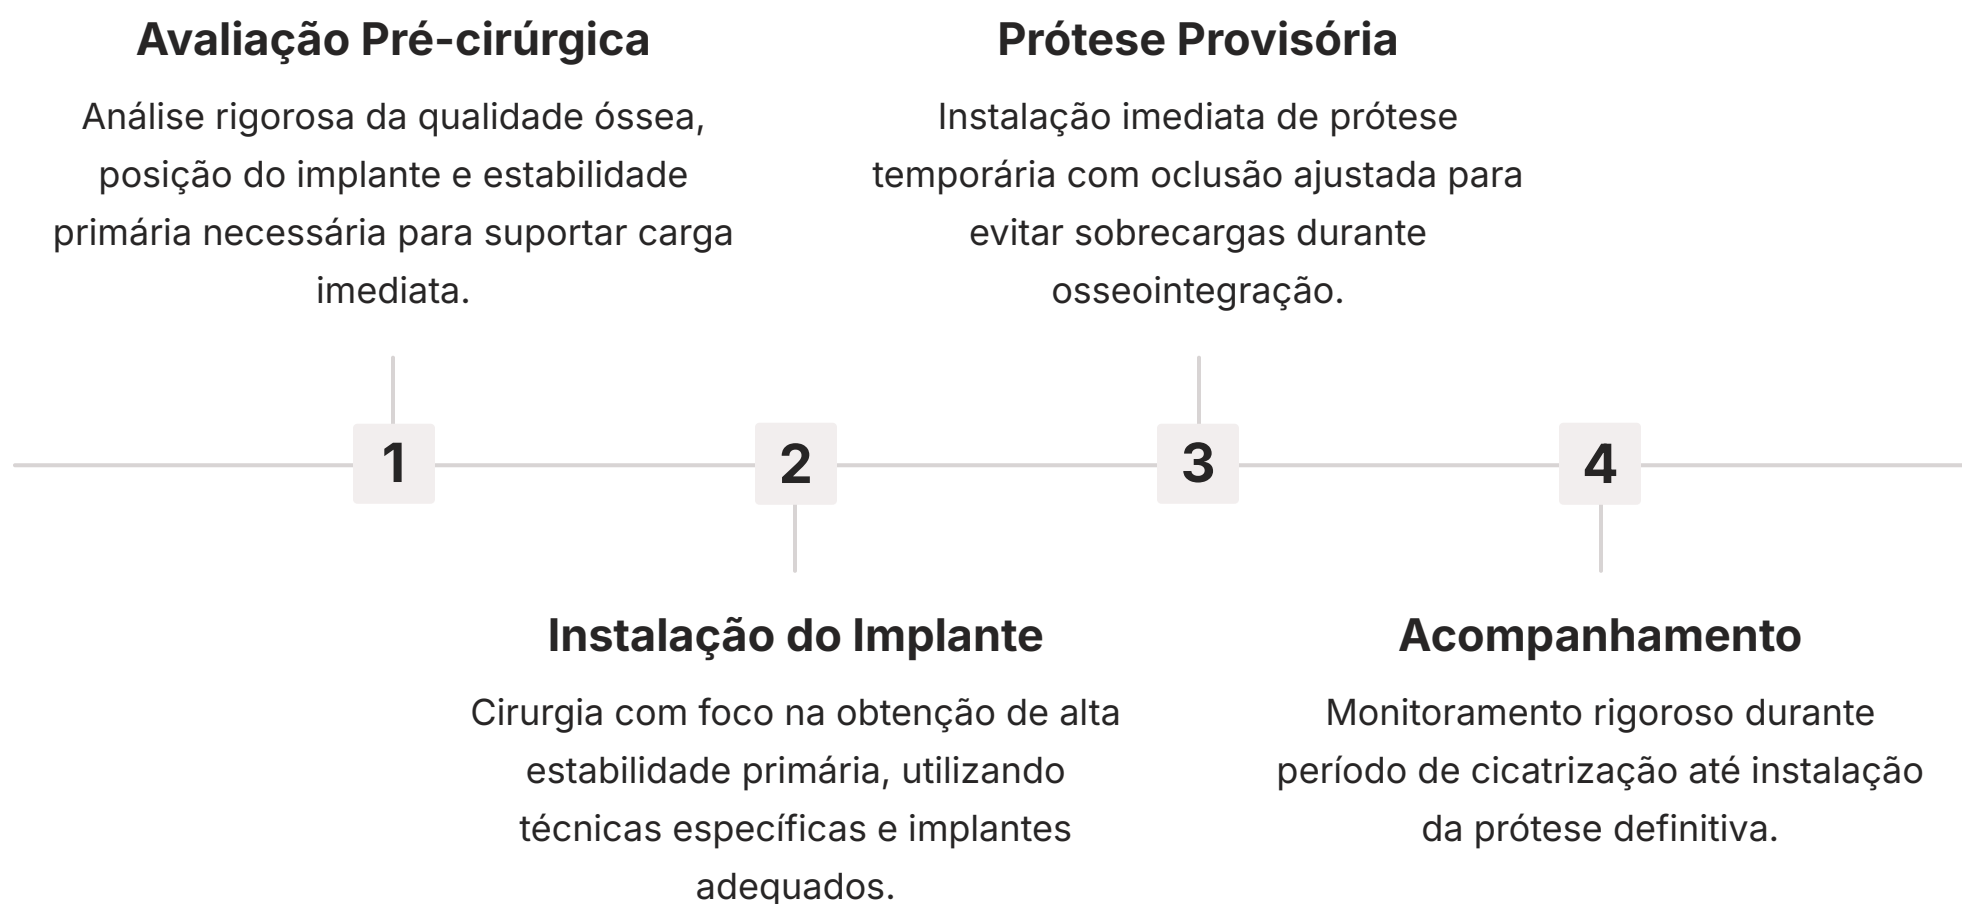 Avaliação Pré-cirúrgica
Análise rigorosa da qualidade óssea,
posição do implante e estabilidade
primária necessária para suportar carga
imediata.
Prótese Provisória
Instalação imediata de prótese
temporária com oclusão ajustada para
evitar sobrecargas durante
osseointegração.
1
2
3
4
Instalação do Implante
Cirurgia com foco na obtenção de alta
estabilidade primária, utilizando
técnicas específicas e implantes
adequados.
Acompanhamento
Monitoramento rigoroso durante
período de cicatrização até instalação
da prótese definitiva.